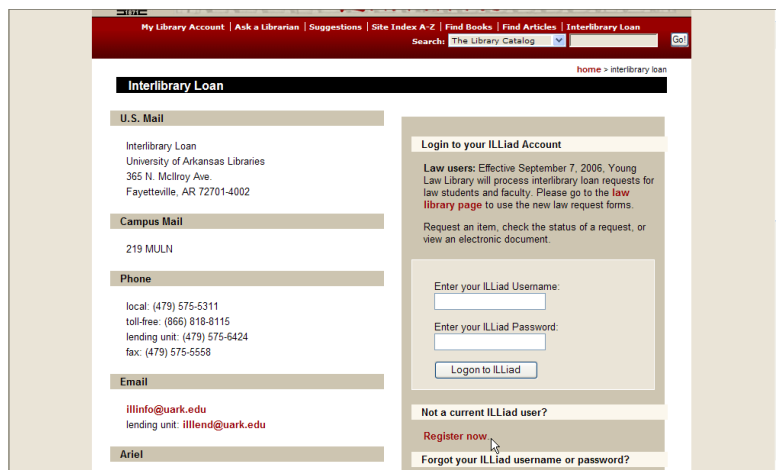 My Library Account | Ask a Librarian | Suggestions | Site Index A-Z | Find Books | Find Articles | Interlibrary Loan
Search: The Library Catalog Go!
home > interlibrary loan
Interlibrary Loan
U.S. Mail
Interlibrary Loan
University of Arkansas Libraries
365 N. McIlroy Ave.
Fayetteville, AR 72701-4002
Campus Mail
219 MULN
Phone
local: (479) 575-5311
toll-free: (866) 818-8115
lending unit: (479) 575-6424
fax: (479) 575-5558
Email
illinfo@uark.edu
lending unit: illlend@uark.edu
Ariel
Login to your ILLiad Account
Law users: Effective September 7, 2006, Young
Law Library will process interlibrary loan requests for
law students and faculty. Please go to the law
library page to use the new law request forms.
Request an item, check the status of a request, or
view an electronic document.
Enter your ILLiad Username:
Enter your ILLiad Password:
Logon to ILLiad
Not a current ILLiad user?
Register now.
Forgot your ILLiad username or password?